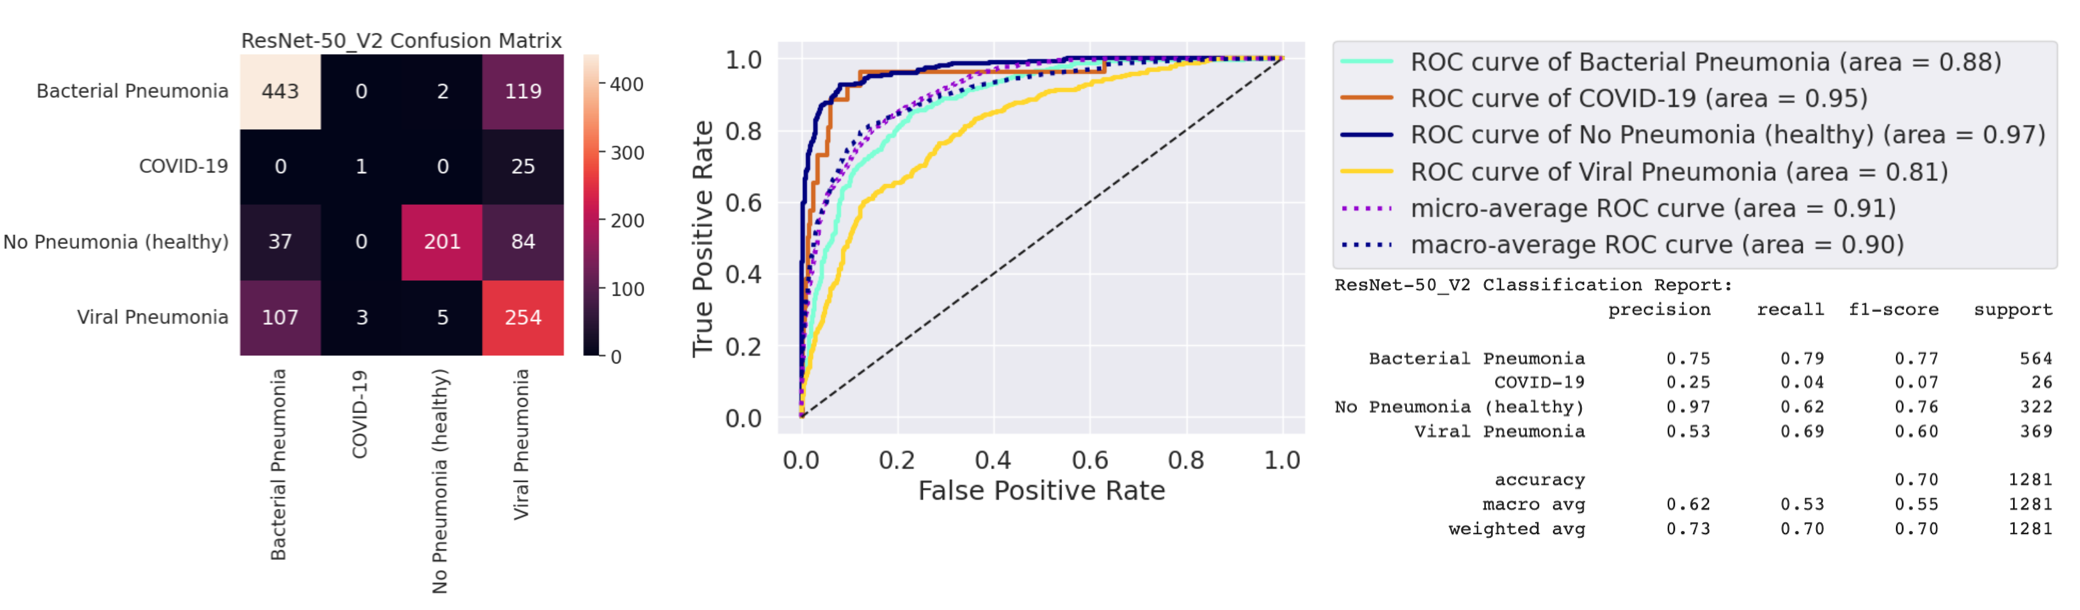 ResNet-50_V2 Confusion Matrix
Bacterial Pneumonia 443 0 2 119
COVID-19 0 1 0 25
No Pneumonia (healthy) 37 0 201 84
Viral Pneumonia 107 3 5 254
Bacterial Pneumonia
COVID-19
No Pneumonia (healthy)
Viral Pneumonia
400
300
200
100
0
True Positive Rate
1.0
0.8
0.6
0.4
0.2
0.0
0.0 0.2 0.4 0.6 0.8 1.0
False Positive Rate
ROC curve of Bacterial Pneumonia (area = 0.88)
ROC curve of COVID-19 (area = 0.95)
ROC curve of No Pneumonia (healthy) (area = 0.97)
ROC curve of Viral Pneumonia (area = 0.81)
micro-average ROC curve (area = 0.91)
macro-average ROC curve (area = 0.90)
ResNet-50_V2 Classification Report:
precision recall f1-score support
Bacterial Pneumonia 0.75 0.79 0.77 564
COVID-19 0.25 0.04 0.07 26
No Pneumonia (healthy) 0.97 0.62 0.76 322
Viral Pneumonia 0.53 0.69 0.60 369
accuracy 0.70 1281
macro avg 0.62 0.53 0.55 1281
weighted avg 0.73 0.70 0.70 1281